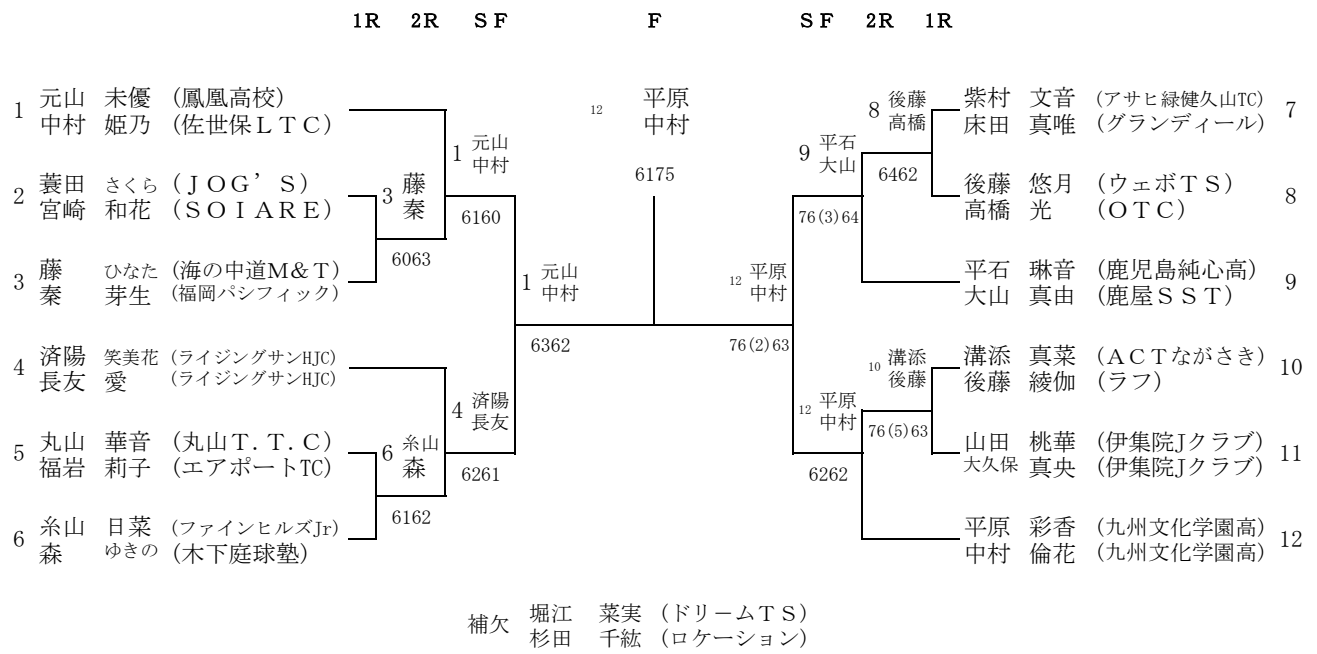 1R 2R SF F SF 2R 1R
1 元山 未優 (鳳凰高校)
中村 姫乃 (佐世保LTC)
2 蓑田 さくら (JOG'S)
宮崎 和花 (SOIARE)
3 藤 ひなた (海の中道M&T)
秦 芽生 (福岡パシフィック)
4 済陽 笑美花 (ライジングサンHJC)
長友 愛 (ライジングサンHJC)
5 丸山 華音 (丸山T.T.C)
福岩 莉子 (エアポートTC)
6 糸山 日菜 (ファインヒルズJr)
森 ゆきの (木下庭球塾)
3 藤
秦
6063
6 糸山
森
6162
1 元山
中村
6160
4 済陽
長友
6261
1 元山
中村
6362
12 平原
中村
6175
12 平原
中村
76(2)63
9 平石
大山
76(3)64
12 平原
中村
6262
8 後藤
高橋
6462
10 溝添
後藤
76(5)63
柴村 文音 (アサヒ緑健久山TC) 7
床田 真唯 (グランディール)
後藤 悠月 (ウェボTS) 8
高橋 光 (OTC)
平石 琳音 (鹿児島純心高) 9
大山 真由 (鹿屋SST)
溝添 真菜 (ACTながさき) 10
後藤 綾伽 (ラフ)
山田 桃華 (伊集院Jクラブ) 11
大久保 真央 (伊集院Jクラブ)
平原 彩香 (九州文化学園高) 12
中村 倫花 (九州文化学園高)
補欠 堀江 菜実 (ドリームTS)
杉田 千紘 (ロケーション)